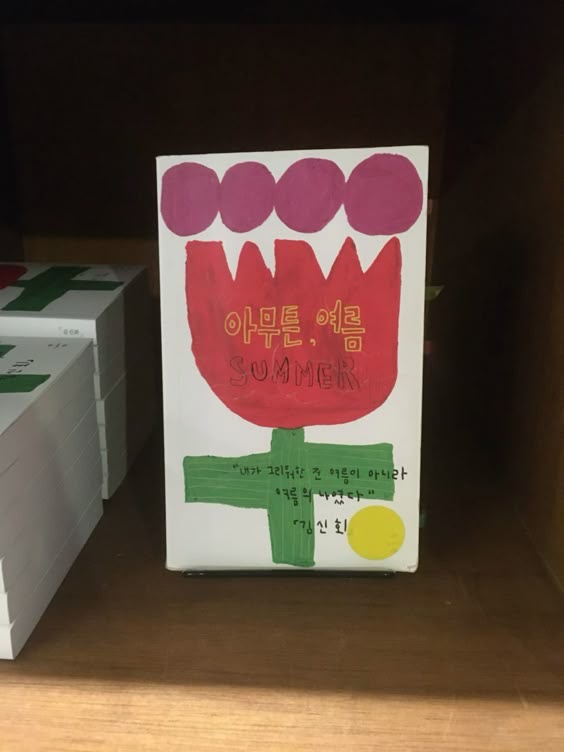 아무튼, 여름
SUMMER
"내가 그리워한 건 여름이 아니라
여름의 나였다"
김신회